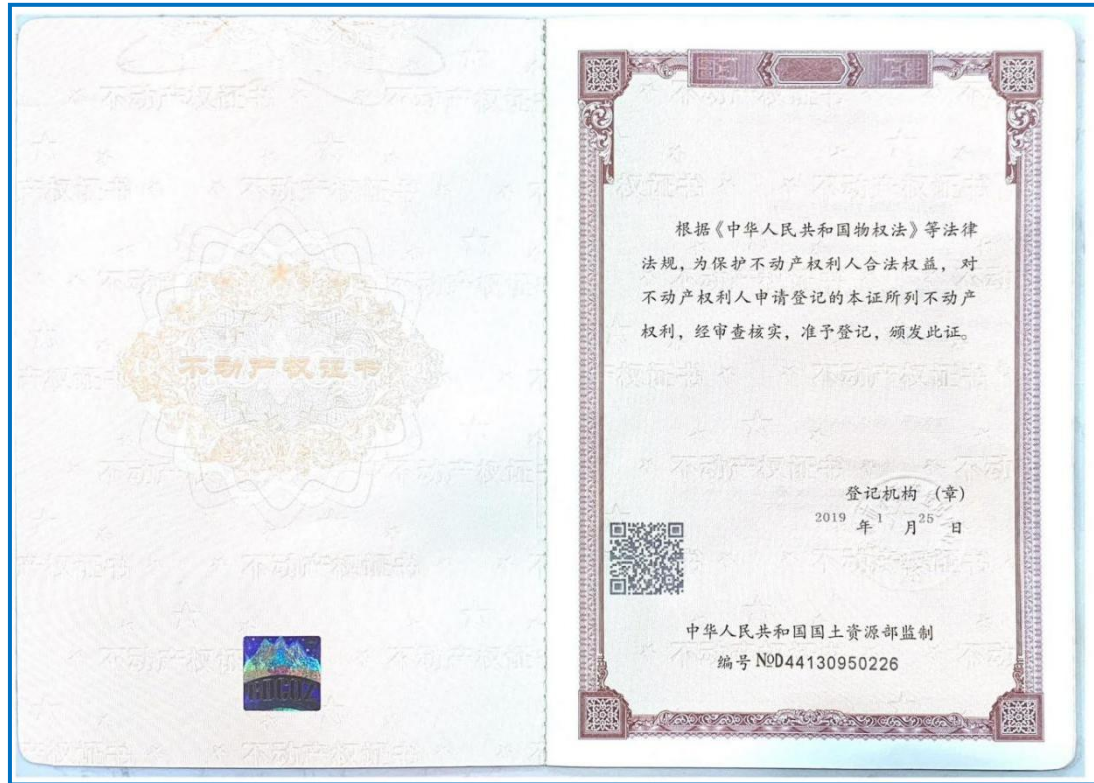 不动产权证书
根据《中华人民共和国物权法》等法律
法规，为保护不动产权利人合法权益，对
不动产权利人申请登记的本证所列不动产
权利，经审查核实，准予登记，颁发此证。
登记机构 （章）
2019 年 1 月 25 日
中华人民共和国国土资源部监制
编号 №D44130950226